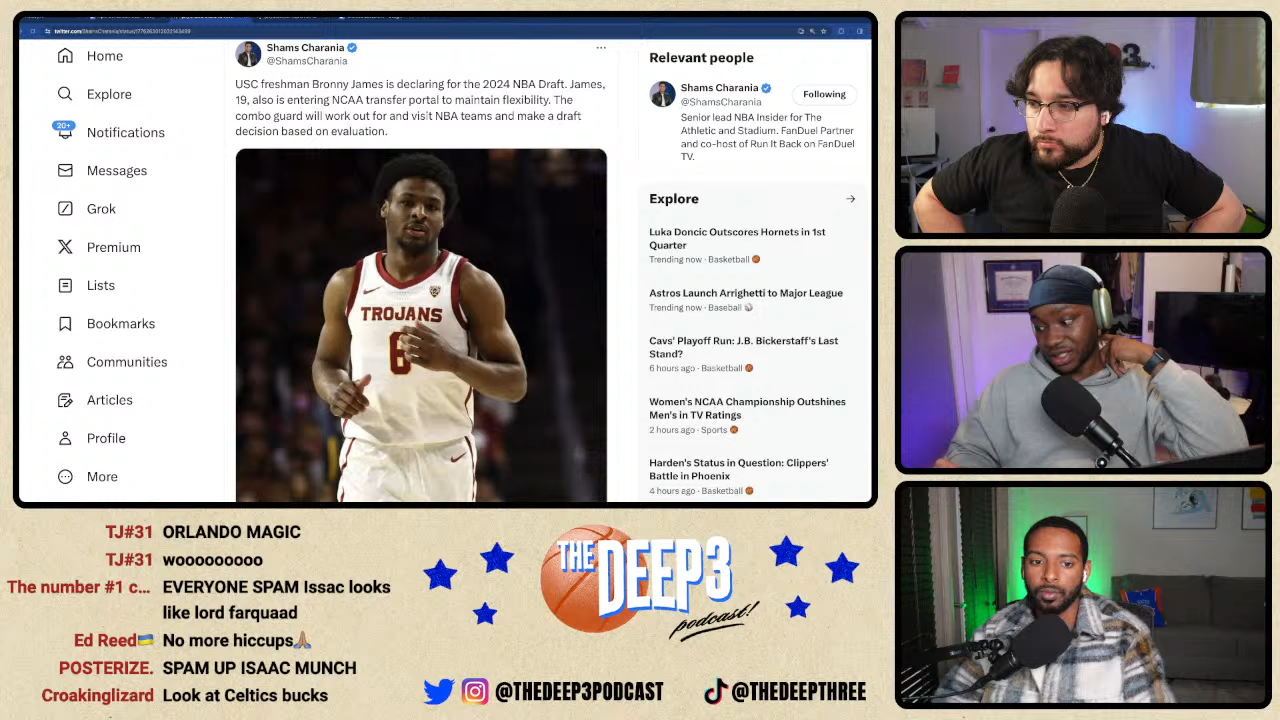 twitter.com/ShamsCharania/status/
Home
Explore
20+
Notifications
Messages
Grok
Premium
Lists
Bookmarks
Communities
Articles
Profile
More
Shams Charania
@ShamsCharania
USC freshman Bronny James is declaring for the 2024 NBA Draft. James,
19, also is entering NCAA transfer portal to maintain flexibility. The
combo guard will work out for and visit NBA teams and make a draft
decision based on evaluation.
TROJANS
6
Relevant people
Shams Charania
@ShamsCharania
Following
Senior lead NBA Insider for The
Athletic and Stadium. FanDuel Partner
and co-host of Run It Back on FanDuel
TV.
Explore
Luka Doncic Outscores Hornets in 1st
Quarter
Trending now · Basketball 🏀
Astros Launch Arrighetti to Major League
Trending now · Baseball ⚾
Cavs' Playoff Run: J.B. Bickerstaff's Last
Stand?
6 hours ago · Basketball 🏀
Women's NCAA Championship Outshines
Men's in TV Ratings
2 hours ago · Sports 🏀
Harden's Status in Question: Clippers'
Battle in Phoenix
4 hours ago · Basketball 🏀
TJ#31 ORLANDO MAGIC
TJ#31 wooooooooo
The number #1 c... EVERYONE SPAM Issac looks
like lord farquaad
Ed Reed🇺🇦 No more hiccups🙏🏽
POSTERIZE. SPAM UP ISAAC MUNCH
Croakinglizard Look at Celtics bucks
THE
DEEP3
podcast!
@THEDEEP3PODCAST
@THEDEEPTHREE